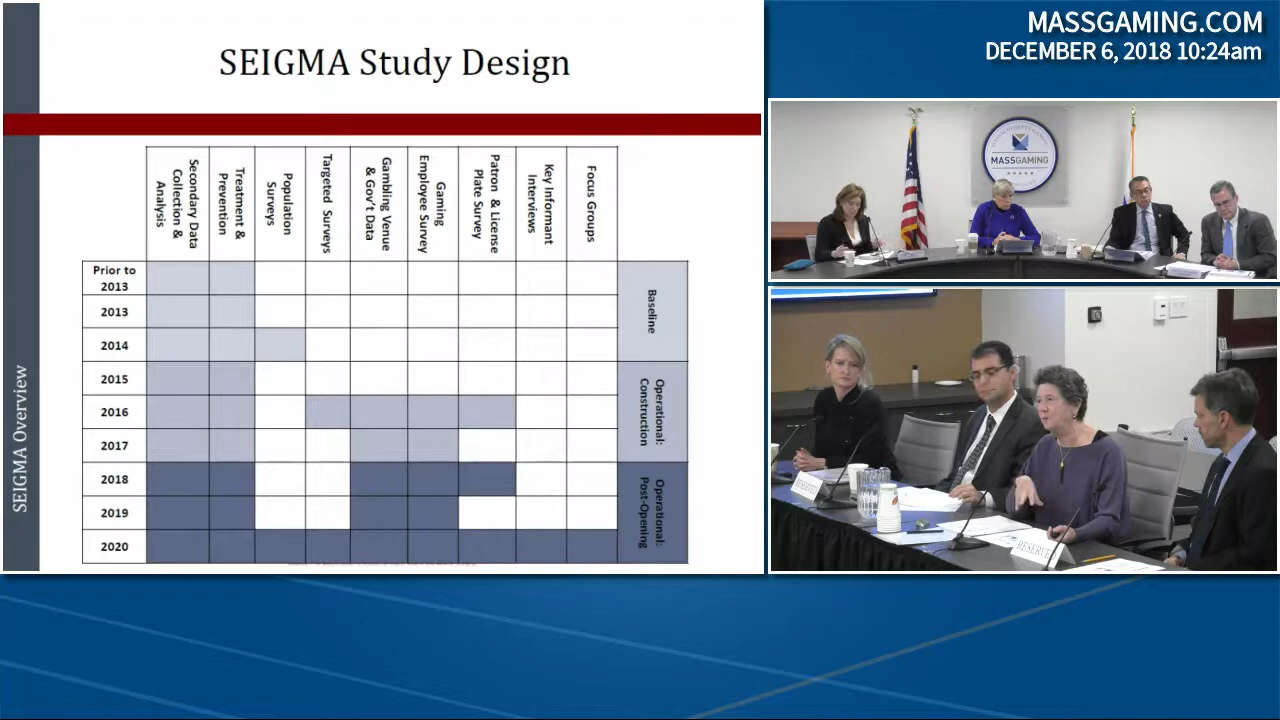 SEIGMA Study Design
SEIGMA Overview
Secondary Data
Collection &
Analysis
Treatment &
Prevention
Population
Surveys
Targeted Surveys
Gambling Venue
& Gov't Data
Gaming
Employee Survey
Patron & License
Plate Survey
Key Informant
Interviews
Focus Groups
Prior to
2013
2013
2014
2015
2016
2017
2018
2019
2020
Baseline
Operational:
Construction
Operational:
Post-Opening
MASSGAMING.COM
DECEMBER 6, 2018 10:24am
MASSGAMING
RESERVED
RESERVE